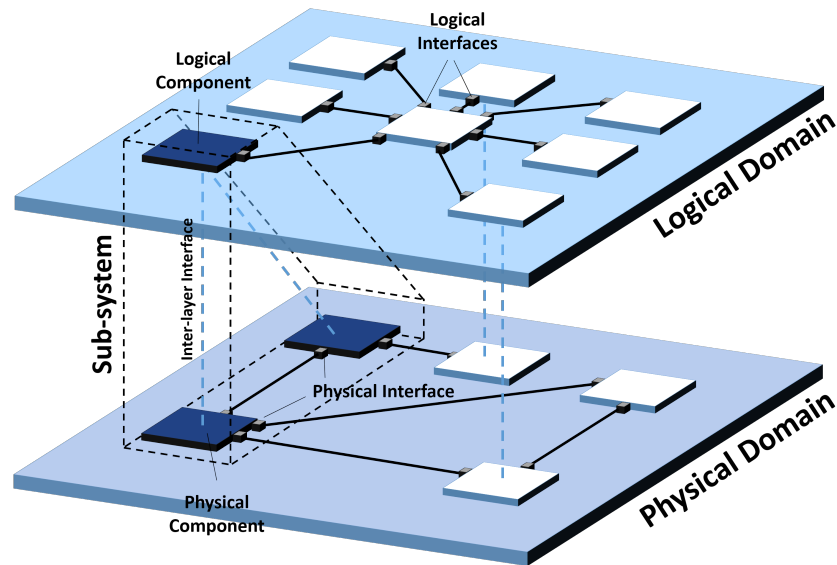 Logical
Interfaces
Logical
Component
Logical Domain
Inter-layer Interface
Sub-system
Physical Interface
Physical Domain
Physical
Component